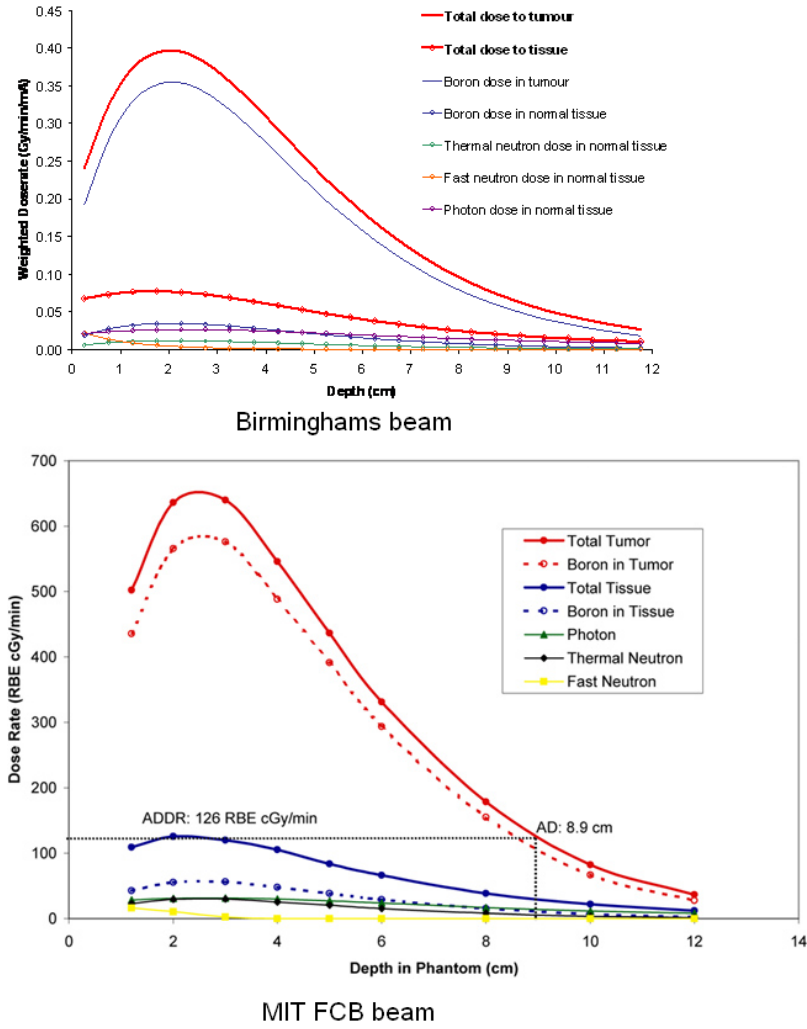 0.45
0.40
0.35
0.30
0.25
0.20
0.15
0.10
0.05
0.00
Weighted Doserate (Gy/min/mA)
Total dose to tumour
Total dose to tissue
Boron dose in tumour
Boron dose in normal tissue
Thermal neutron dose in normal tissue
Fast neutron dose in normal tissue
Photon dose in normal tissue
0 1 2 3 4 5 6 7 8 9 10 11 12
Depth (cm)
Birminghams beam
700
600
500
400
300
200
100
0
Dose Rate (RBE cGy/min)
Total Tumor
Boron in Tumor
Total Tissue
Boron in Tissue
Photon
Thermal Neutron
Fast Neutron
ADDR: 126 RBE cGy/min
AD: 8.9 cm
0 2 4 6 8 10 12 14
Depth in Phantom (cm)
MIT FCB beam